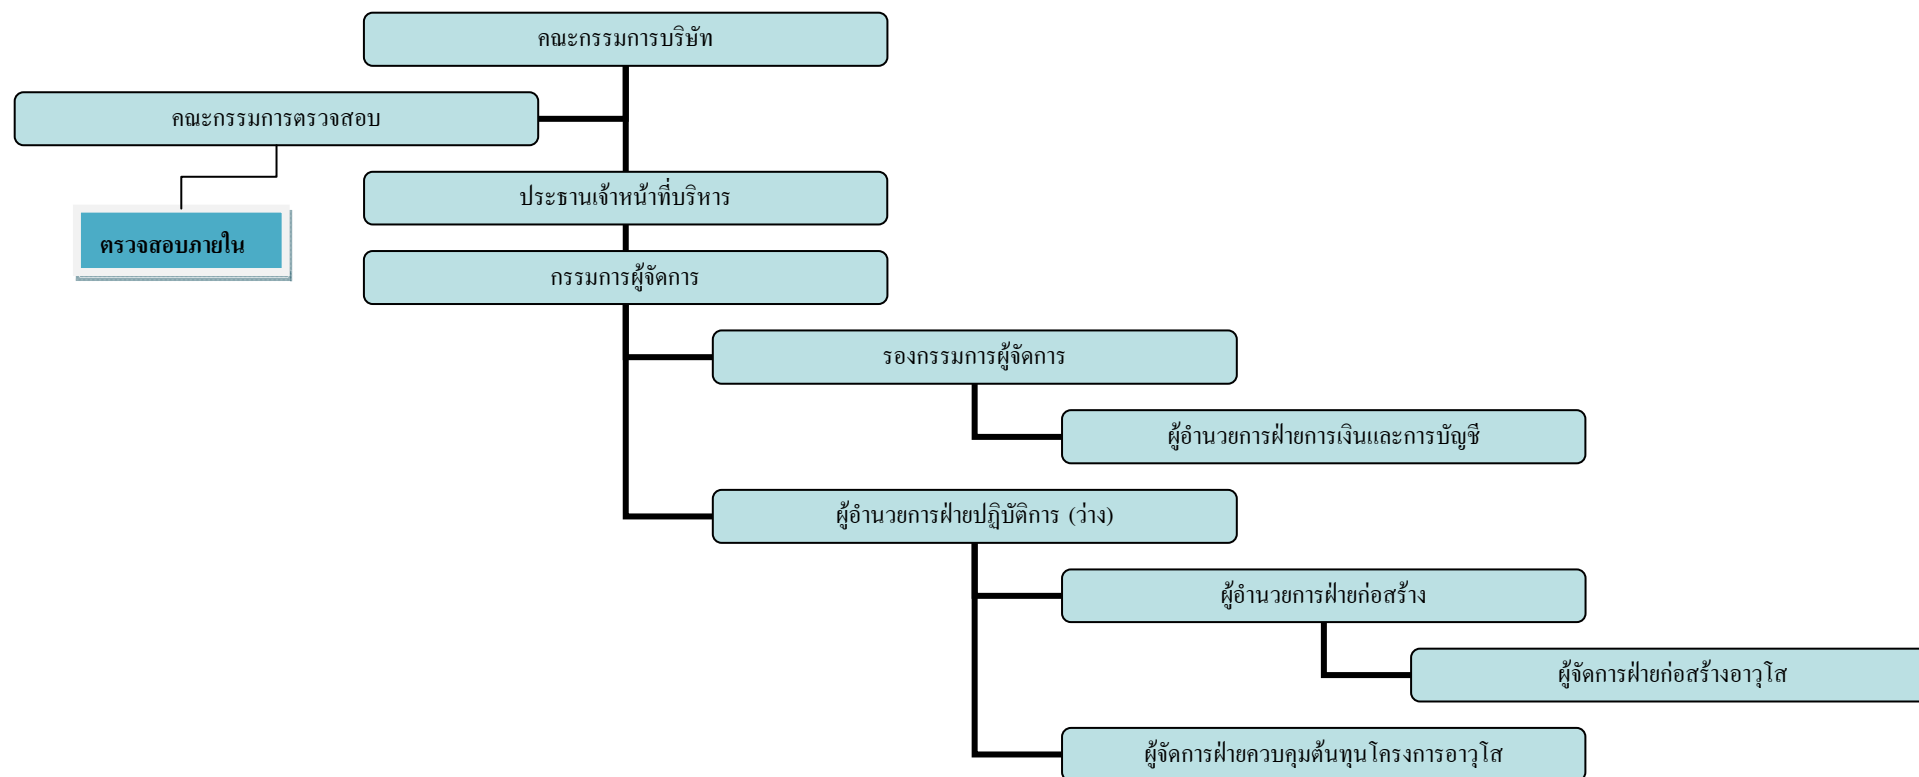 คณะกรรมการบริษัท
คณะกรรมการตรวจสอบ
ประธานเจ้าหน้าที่บริหาร
ตรวจสอบภายใน
กรรมการผู้จัดการ
รองกรรมการผู้จัดการ
ผู้อำนวยการฝ่ายการเงินและการบัญชี
ผู้อำนวยการฝ่ายปฏิบัติการ (ว่าง)
ผู้อำนวยการฝ่ายก่อสร้าง
ผู้จัดการฝ่ายก่อสร้างอาวุโส
ผู้จัดการฝ่ายควบคุมต้นทุนโครงการอาวุโส